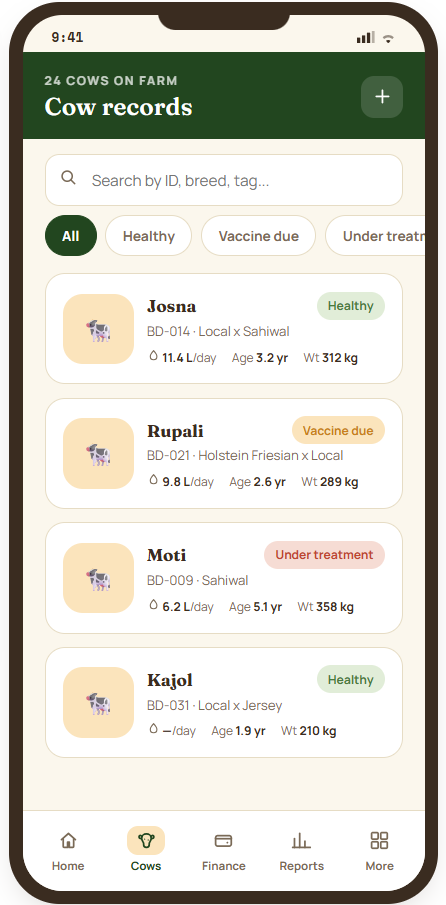 9:41
24 COWS ON FARM
Cow records
+
Search by ID, breed, tag...
All Healthy Vaccine due Under treatm
Josna Healthy
BD-014 · Local x Sahiwal
11.4 L/day Age 3.2 yr Wt 312 kg
Rupali Vaccine due
BD-021 · Holstein Friesian x Local
9.8 L/day Age 2.6 yr Wt 289 kg
Moti Under treatment
BD-009 · Sahiwal
6.2 L/day Age 5.1 yr Wt 358 kg
Kajol Healthy
BD-031 · Local x Jersey
—/day Age 1.9 yr Wt 210 kg
Home Cows Finance Reports More